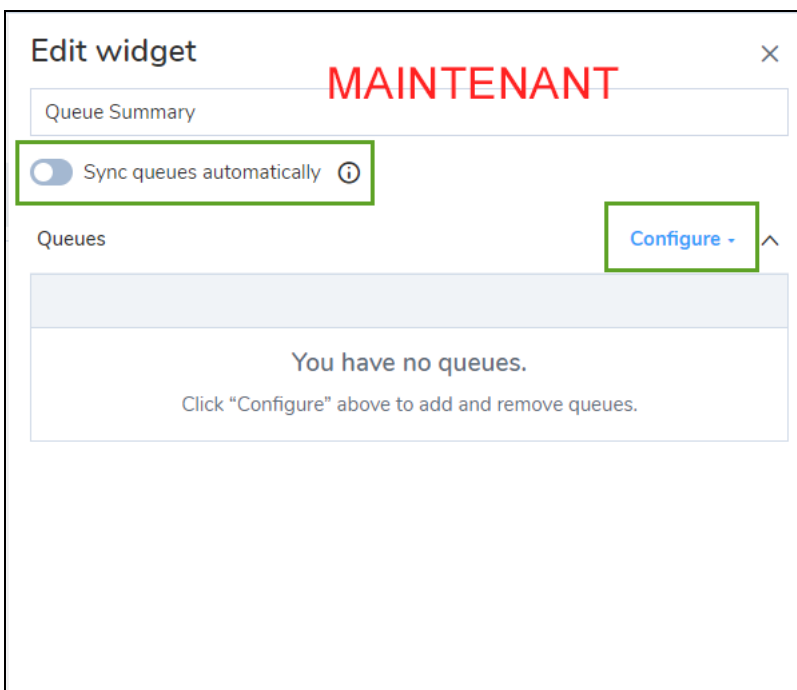 Edit widget
MAINTENANT
Queue Summary
Sync queues automatically
Queues
Configure
You have no queues.
Click “Configure” above to add and remove queues.